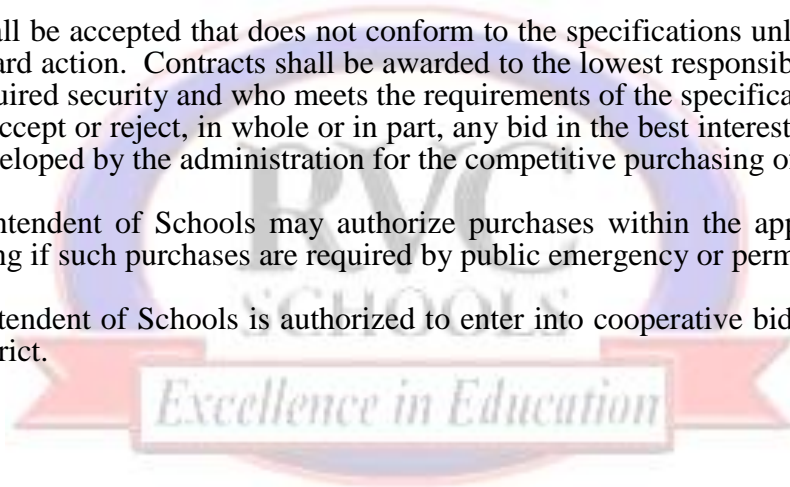 all be accepted that does not conform to the specifications unl
ard action. Contracts shall be awarded to the lowest responsib
quired security and who meets the requirements of the specifica
ccept or reject, in whole or in part, any bid in the best interest
eloped by the administration for the competitive purchasing o
ntendent of Schools may authorize purchases within the app
ng if such purchases are required by public emergency or perm
RVC
SCHOOLS
tendent of Schools is authorized to enter into cooperative bid
rict.
Excellence in Education